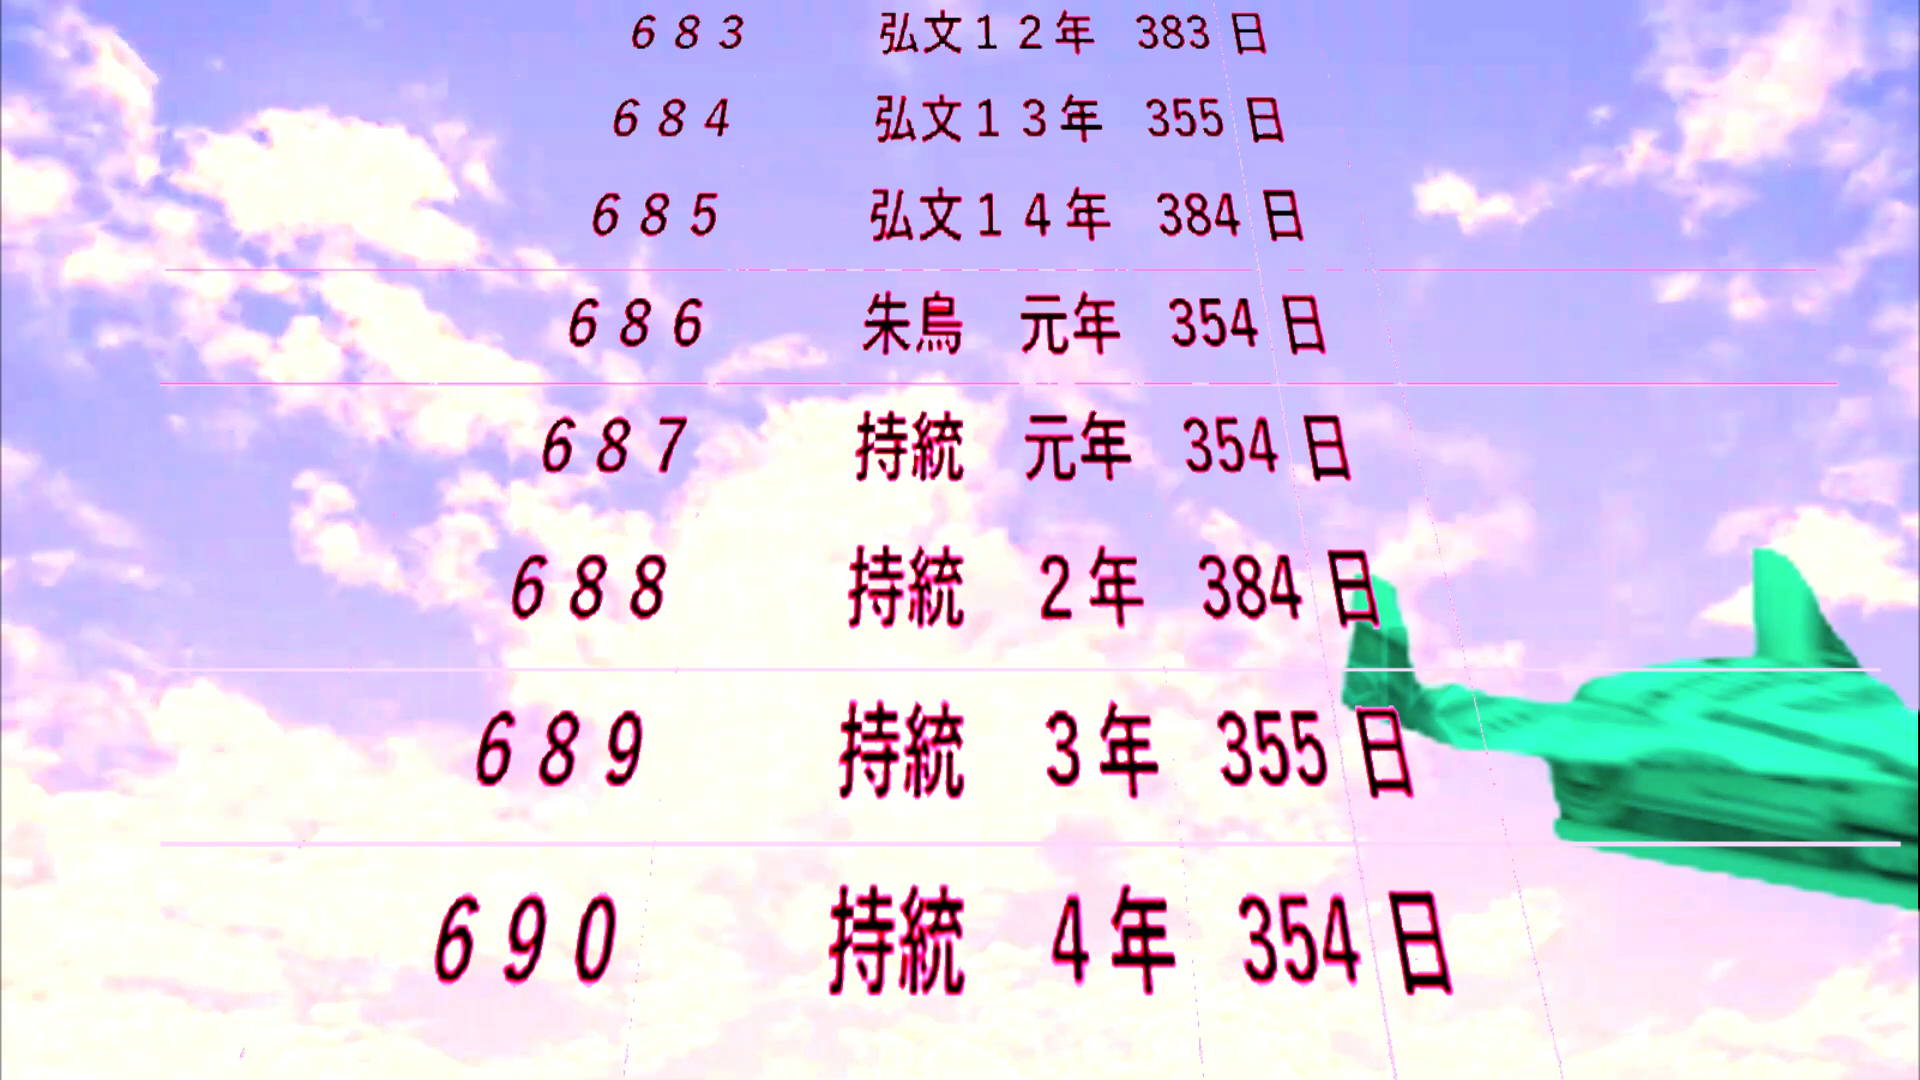 ６８３　弘文１２年　383 日
６８４　弘文１３年　355 日
６８５　弘文１４年　384 日
６８６　朱鳥　元年　354 日
６８７　持統　元年　354 日
６８８　持統　２年　384 日
６８９　持統　３年　355 日
６９０　持統　４年　354 日